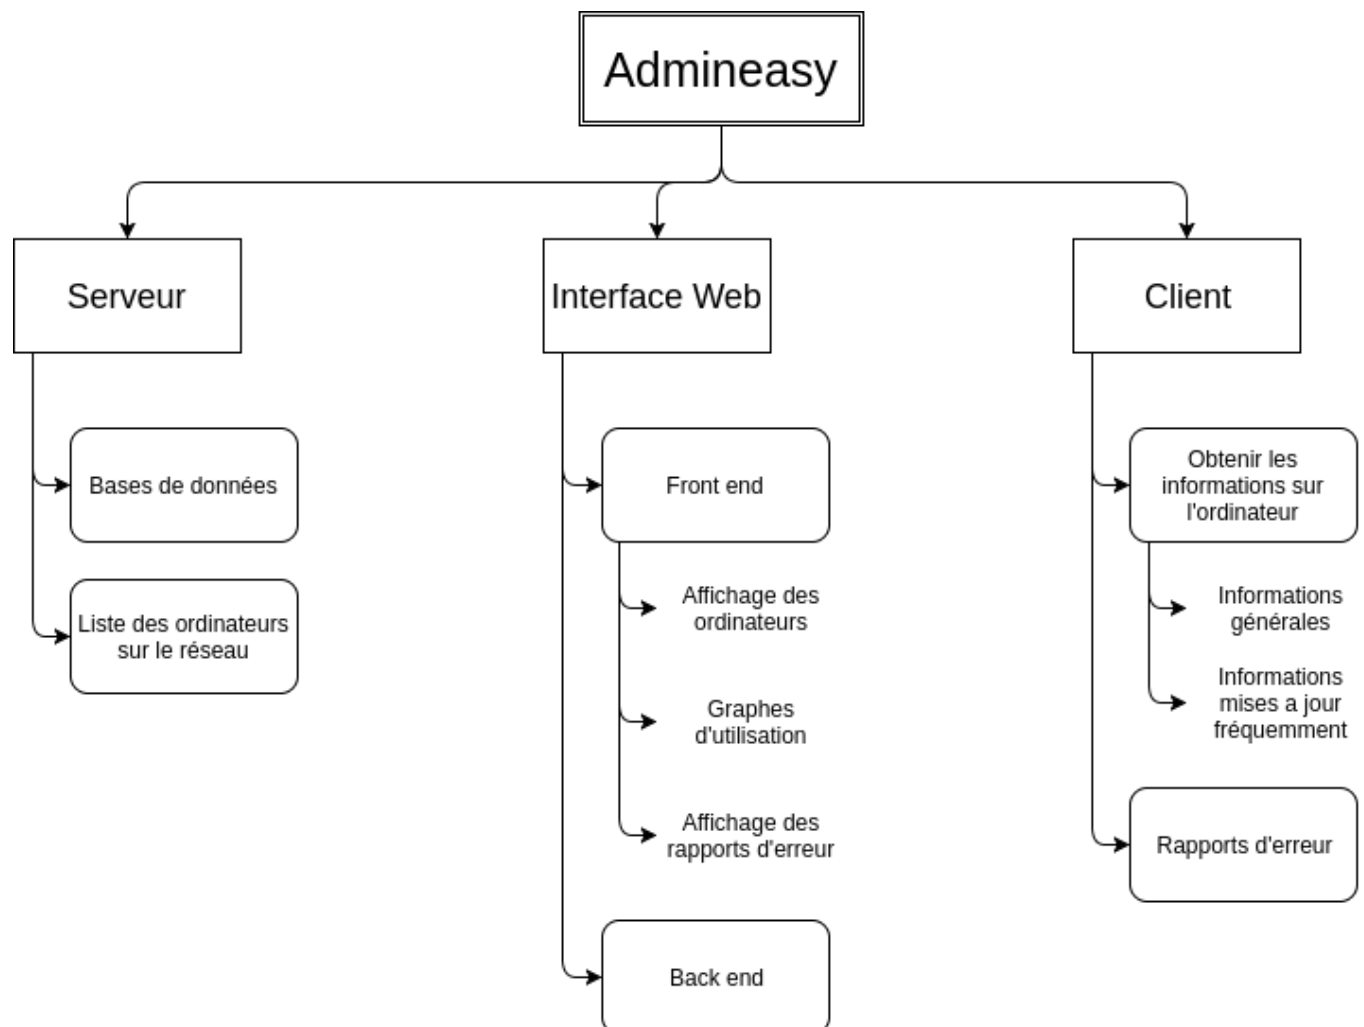 Admineasy
Serveur
Interface Web
Client
Bases de données
Liste des ordinateurs
sur le réseau
Front end
Affichage des
ordinateurs
Graphes
d'utilisation
Affichage des
rapports d'erreur
Back end
Obtenir les
informations sur
l'ordinateur
Informations
générales
Informations
mises a jour
fréquemment
Rapports d'erreur